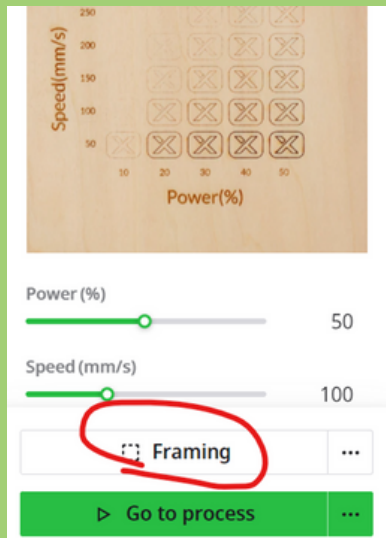 250
200
Speed(mm/s)
150
100
50
10 20 30 40 50
Power(%)
Power (%)
50
Speed (mm/s)
100
Framing
Go to process